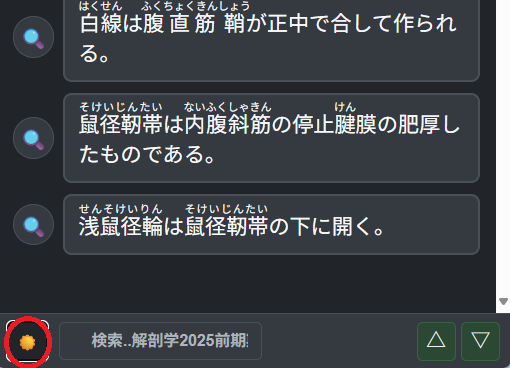 はくせん ふくちょくきんしょう
白線は腹直筋鞘が正中で合して作られ
る。
そけいじんたい ないふくしゃきん けん
鼠径靭帯は内腹斜筋の停止腱膜の肥厚し
たものである。
せんそけいりん そけいじんたい
浅鼠径輪は鼠径靭帯の下に開く。
検索..解剖学2025前期
△ ▽